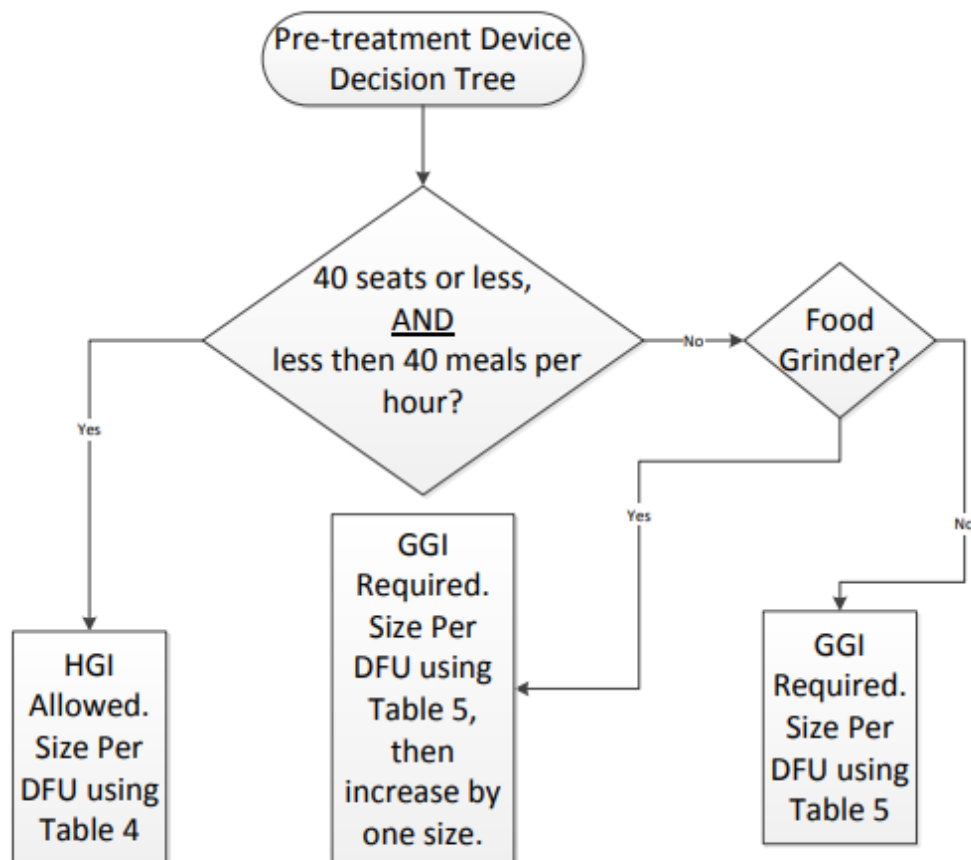 Pre-treatment Device
Decision Tree
40 seats or less,
AND
less then 40 meals per
hour?
Food
Grinder?
No
Yes
Yes
No
HGI
Allowed.
Size Per
DFU using
Table 4
GGI
Required.
Size Per
DFU using
Table 5,
then
increase by
one size.
GGI
Required.
Size Per
DFU using
Table 5